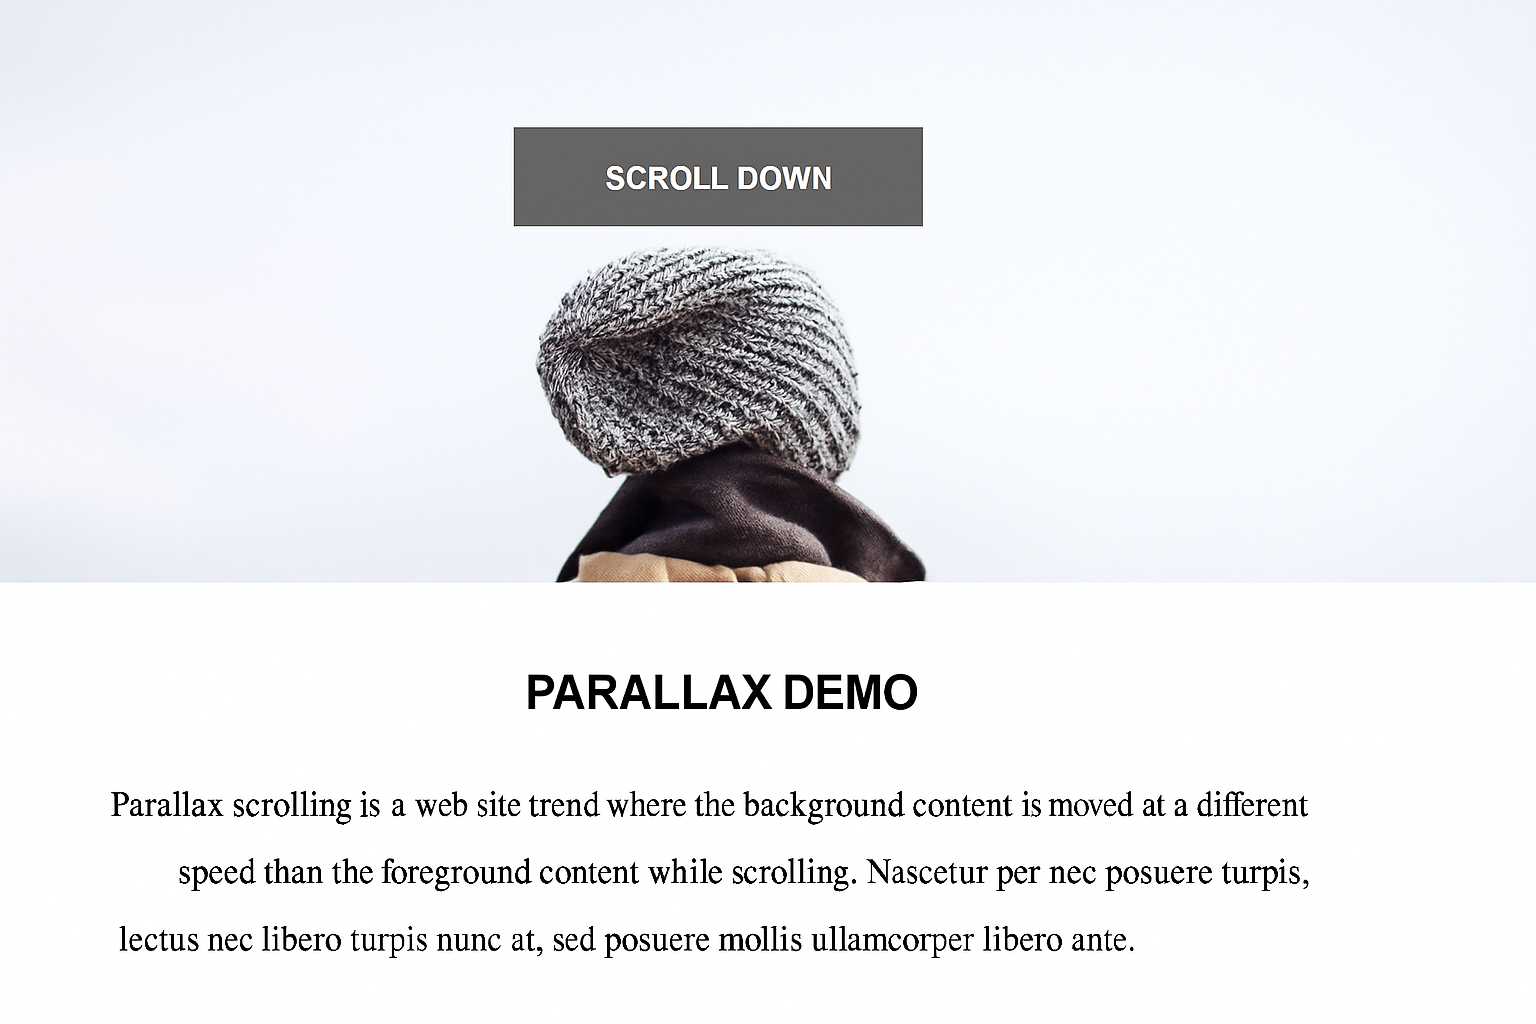 SCROLL DOWN
PARALLAX DEMO
Parallax scrolling is a web site trend where the background content is moved at a different
speed than the foreground content while scrolling. Nascetur per nec posuere turpis,
lectus nec libero turpis nunc at, sed posuere mollis ullamcorper libero ante.